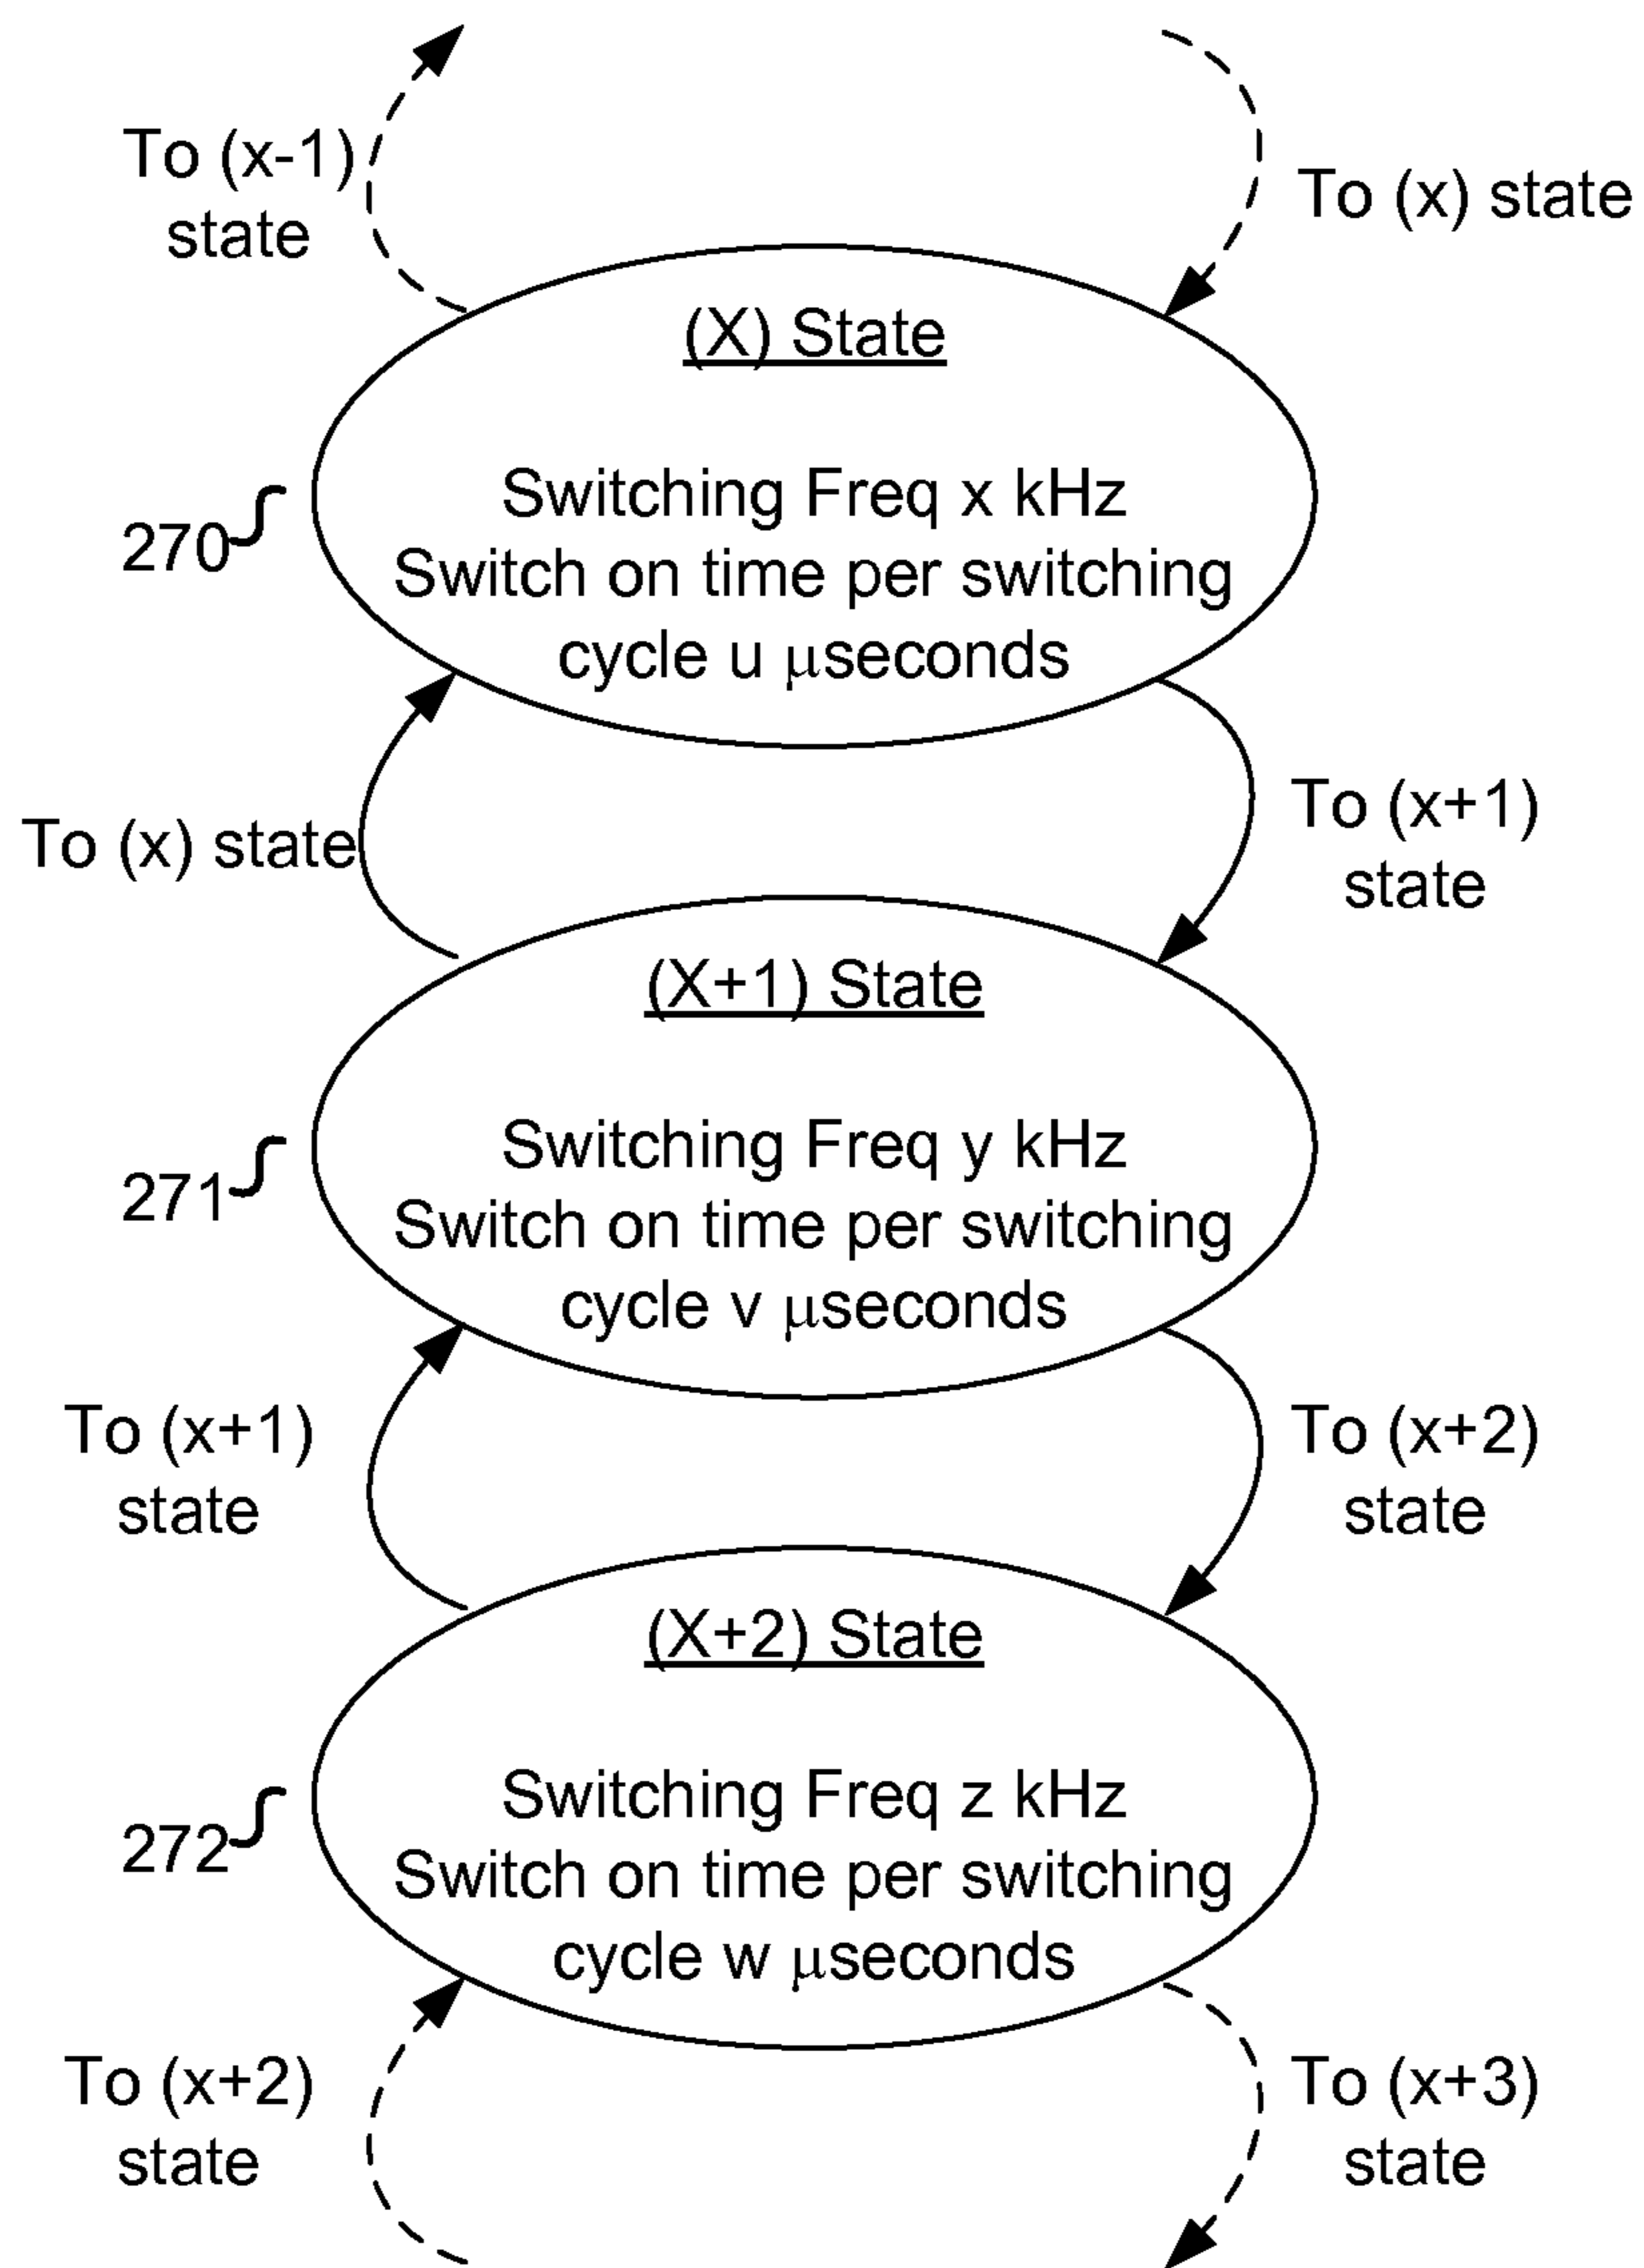 To (x-1)
state
To (x) state
(X) State
270
Switching Freq x kHz
Switch on time per switching
cycle u μseconds
To (x) state
To (x+1)
state
(X+1) State
271
Switching Freq y kHz
Switch on time per switching
cycle v μseconds
To (x+1)
state
To (x+2)
state
(X+2) State
272
Switching Freq z kHz
Switch on time per switching
cycle w μseconds
To (x+2)
state
To (x+3)
state